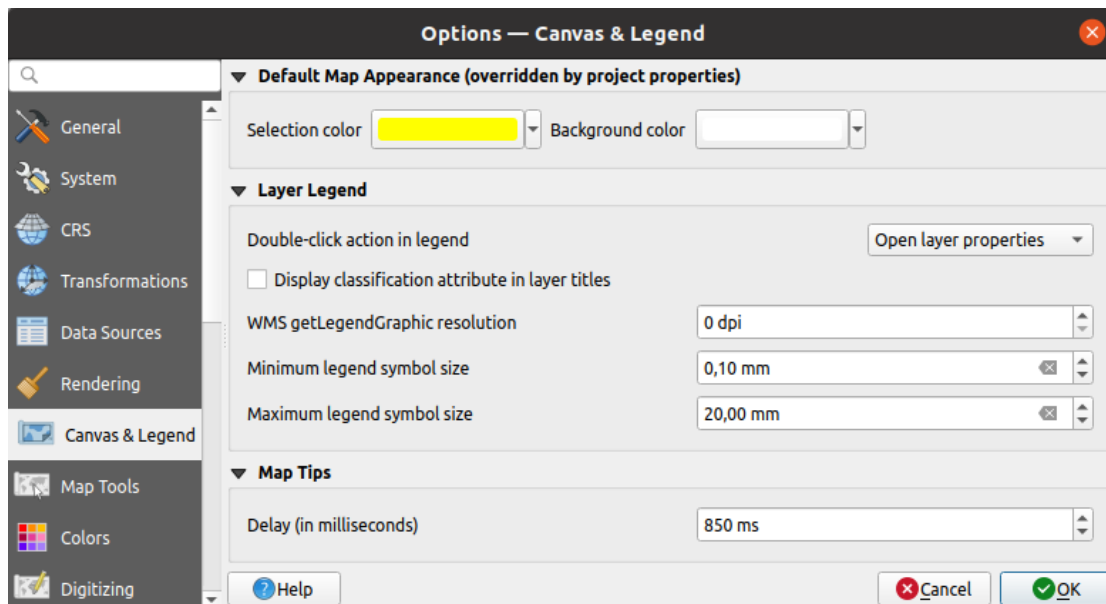 Options — Canvas & Legend
General
System
CRS
Transformations
Data Sources
Rendering
Canvas & Legend
Map Tools
Colors
Digitizing
Default Map Appearance (overridden by project properties)
Selection color Background color
Layer Legend
Double-click action in legend Open layer properties
Display classification attribute in layer titles
WMS getLegendGraphic resolution 0 dpi
Minimum legend symbol size 0,10 mm
Maximum legend symbol size 20,00 mm
Map Tips
Delay (in milliseconds) 850 ms
Help Cancel OK